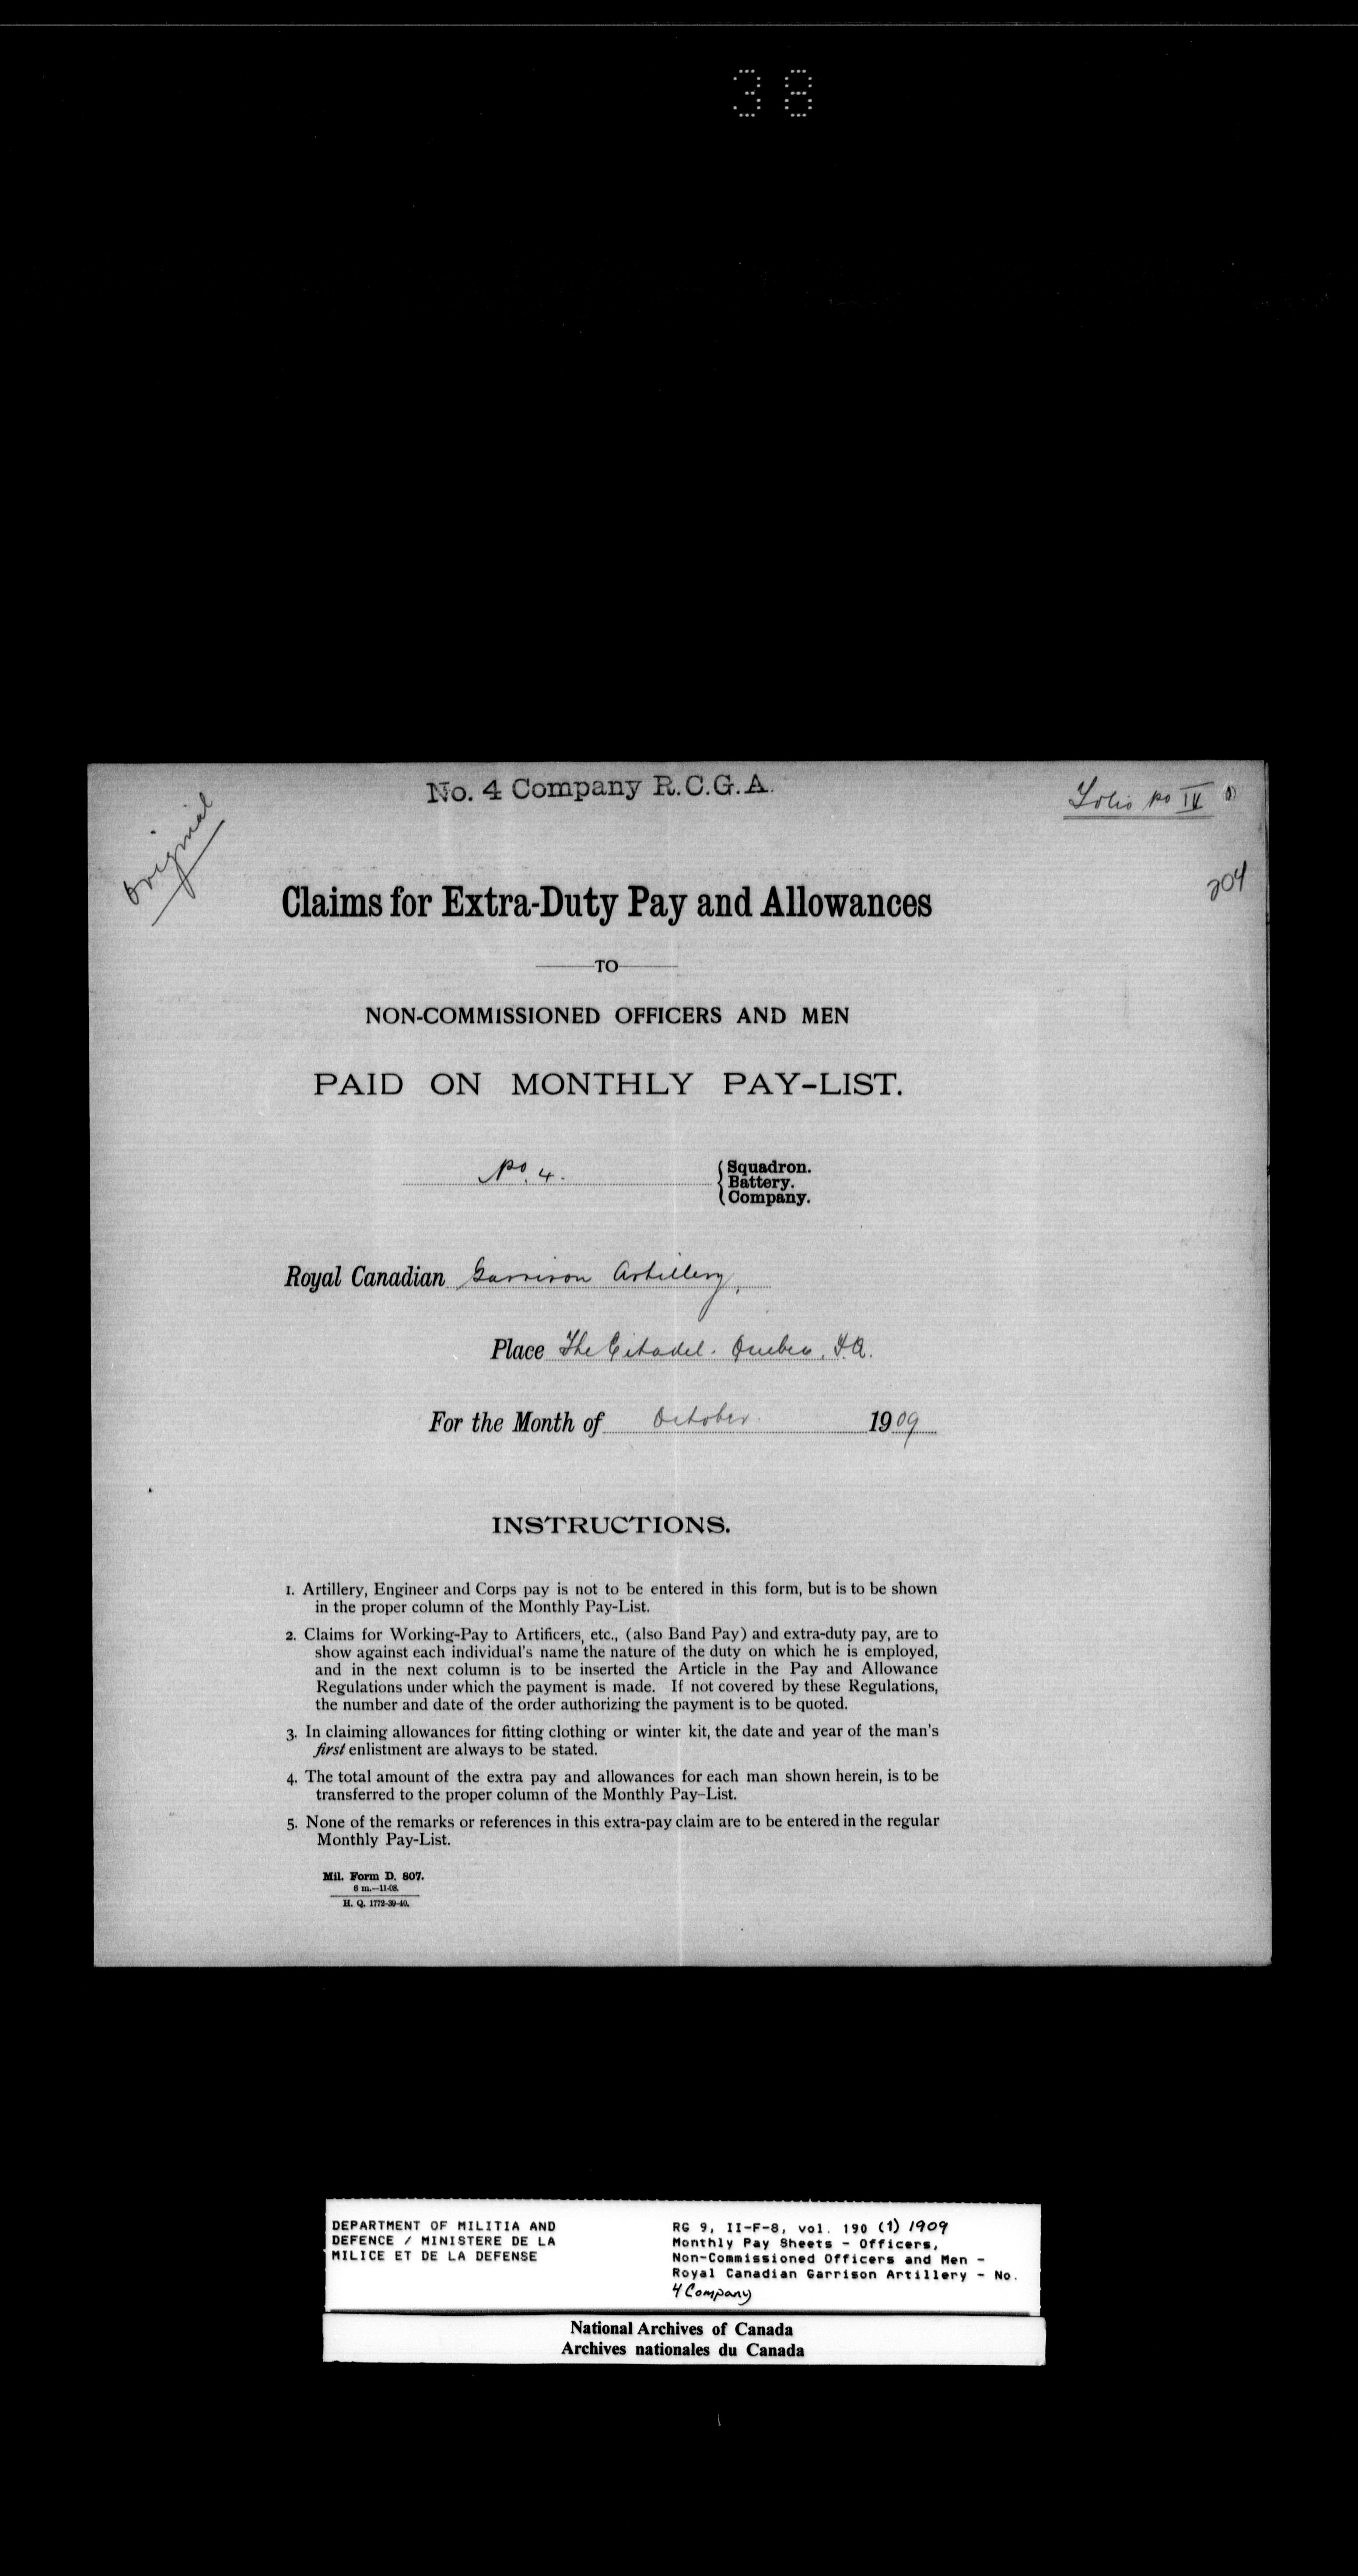 38
No. 4 Company R.C.G.A.
Folio No IV
Original
204
Claims for Extra-Duty Pay and Allowances
TO
NON-COMMISSIONED OFFICERS AND MEN
PAID ON MONTHLY PAY-LIST.
No. 4. { Squadron.
Battery.
Company.
Royal Canadian Garrison Artillery,
Place The Citadel. Quebec. P.Q.
For the Month of October 1909
INSTRUCTIONS.
1. Artillery, Engineer and Corps pay is not to be entered in this form, but is to be shown
in the proper column of the Monthly Pay-List.
2. Claims for Working-Pay to Artificers, etc., (also Band Pay) and extra-duty pay, are to
show against each individual's name the nature of the duty on which he is employed,
and in the next column is to be inserted the Article in the Pay and Allowance
Regulations under which the payment is made. If not covered by these Regulations,
the number and date of the order authorizing the payment is to be quoted.
3. In claiming allowances for fitting clothing or winter kit, the date and year of the man's
first enlistment are always to be stated.
4. The total amount of the extra pay and allowances for each man shown herein, is to be
transferred to the proper column of the Monthly Pay-List.
5. None of the remarks or references in this extra-pay claim are to be entered in the regular
Monthly Pay-List.
Mil. Form D. 807.
6 m.—11-08.
H. Q. 1772-39-40.
DEPARTMENT OF MILITIA AND
DEFENCE / MINISTERE DE LA
MILICE ET DE LA DEFENSE
RG 9, II-F-8, vol. 190 (1) 1909
Monthly Pay Sheets - Officers,
Non-Commissioned Officers and Men -
Royal Canadian Garrison Artillery - No.
4 Company
National Archives of Canada
Archives nationales du Canada